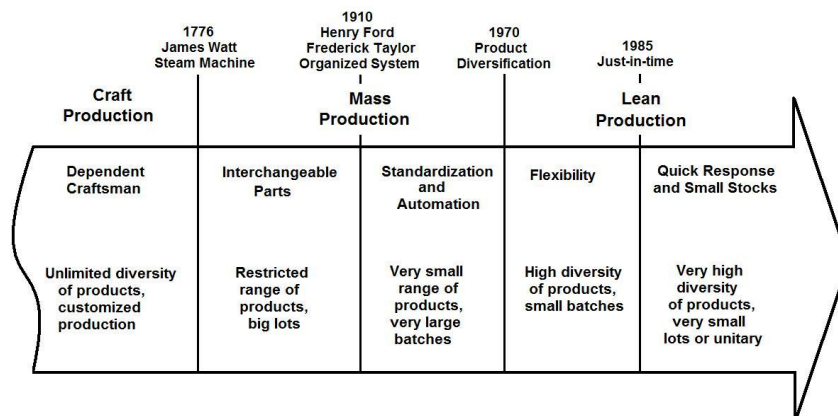 1776
James Watt
Steam Machine
1910
Henry Ford
Frederick Taylor
Organized System
1970
Product
Diversification
1985
Just-in-time
Craft
Production
Mass
Production
Lean
Production
Dependent
Craftsman
Interchangeable
Parts
Standardization
and
Automation
Flexibility
Quick Response
and Small Stocks
Unlimited diversity
of products,
customized
production
Restricted
range of
products,
big lots
Very small
range of
products,
very large
batches
High diversity
of products,
small batches
Very high
diversity
of products,
very small
lots or unitary